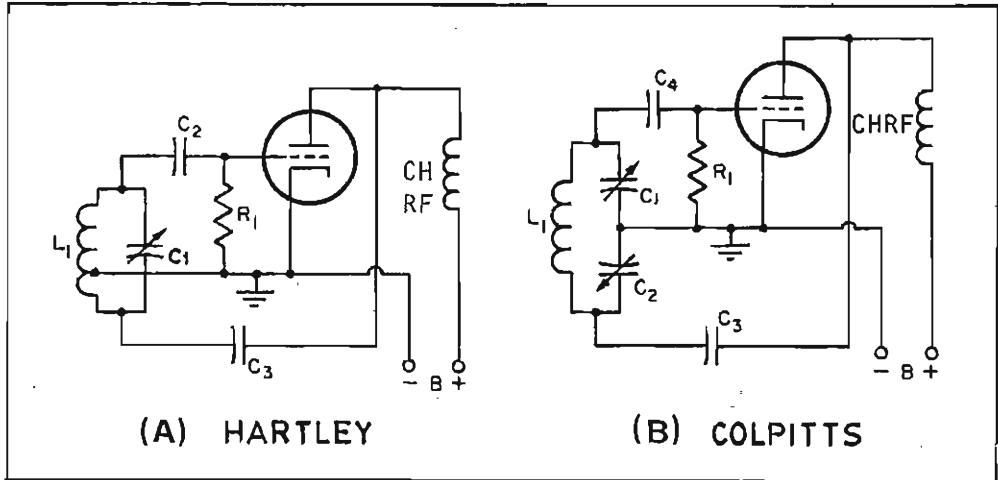 C₂
R₁
L₁
C₁
C₃
CH
RF
- B +
(A) HARTLEY
C₄
R₁
L₁
C₁
C₂
C₃
CHRF
- B +
(B) COLPITTS